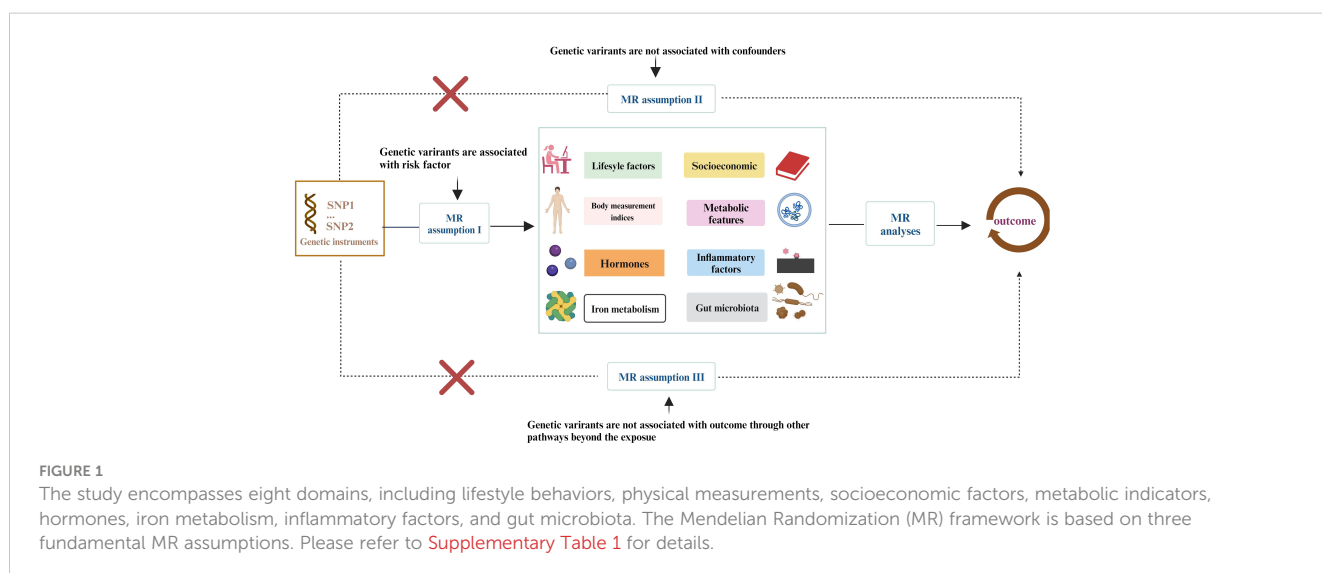 Genetic varirants are not associated with confounders
MR assumption II
Genetic varirants are associated
with risk factor
SNP1
...
SNP2
Genetic instruments
MR
assumption I
Lifesyle factors
Socioeconomic
Body measurement
indices
Metabolic
features
Hormones
Inflammatory
factors
Iron metabolism
Gut microbiota
MR
analyses
outcome
MR assumption III
Genetic varirants are not associated with outcome through other
pathways beyond the exposue
FIGURE 1
The study encompasses eight domains, including lifestyle behaviors, physical measurements, socioeconomic factors, metabolic indicators,
hormones, iron metabolism, inflammatory factors, and gut microbiota. The Mendelian Randomization (MR) framework is based on three
fundamental MR assumptions. Please refer to Supplementary Table 1 for details.